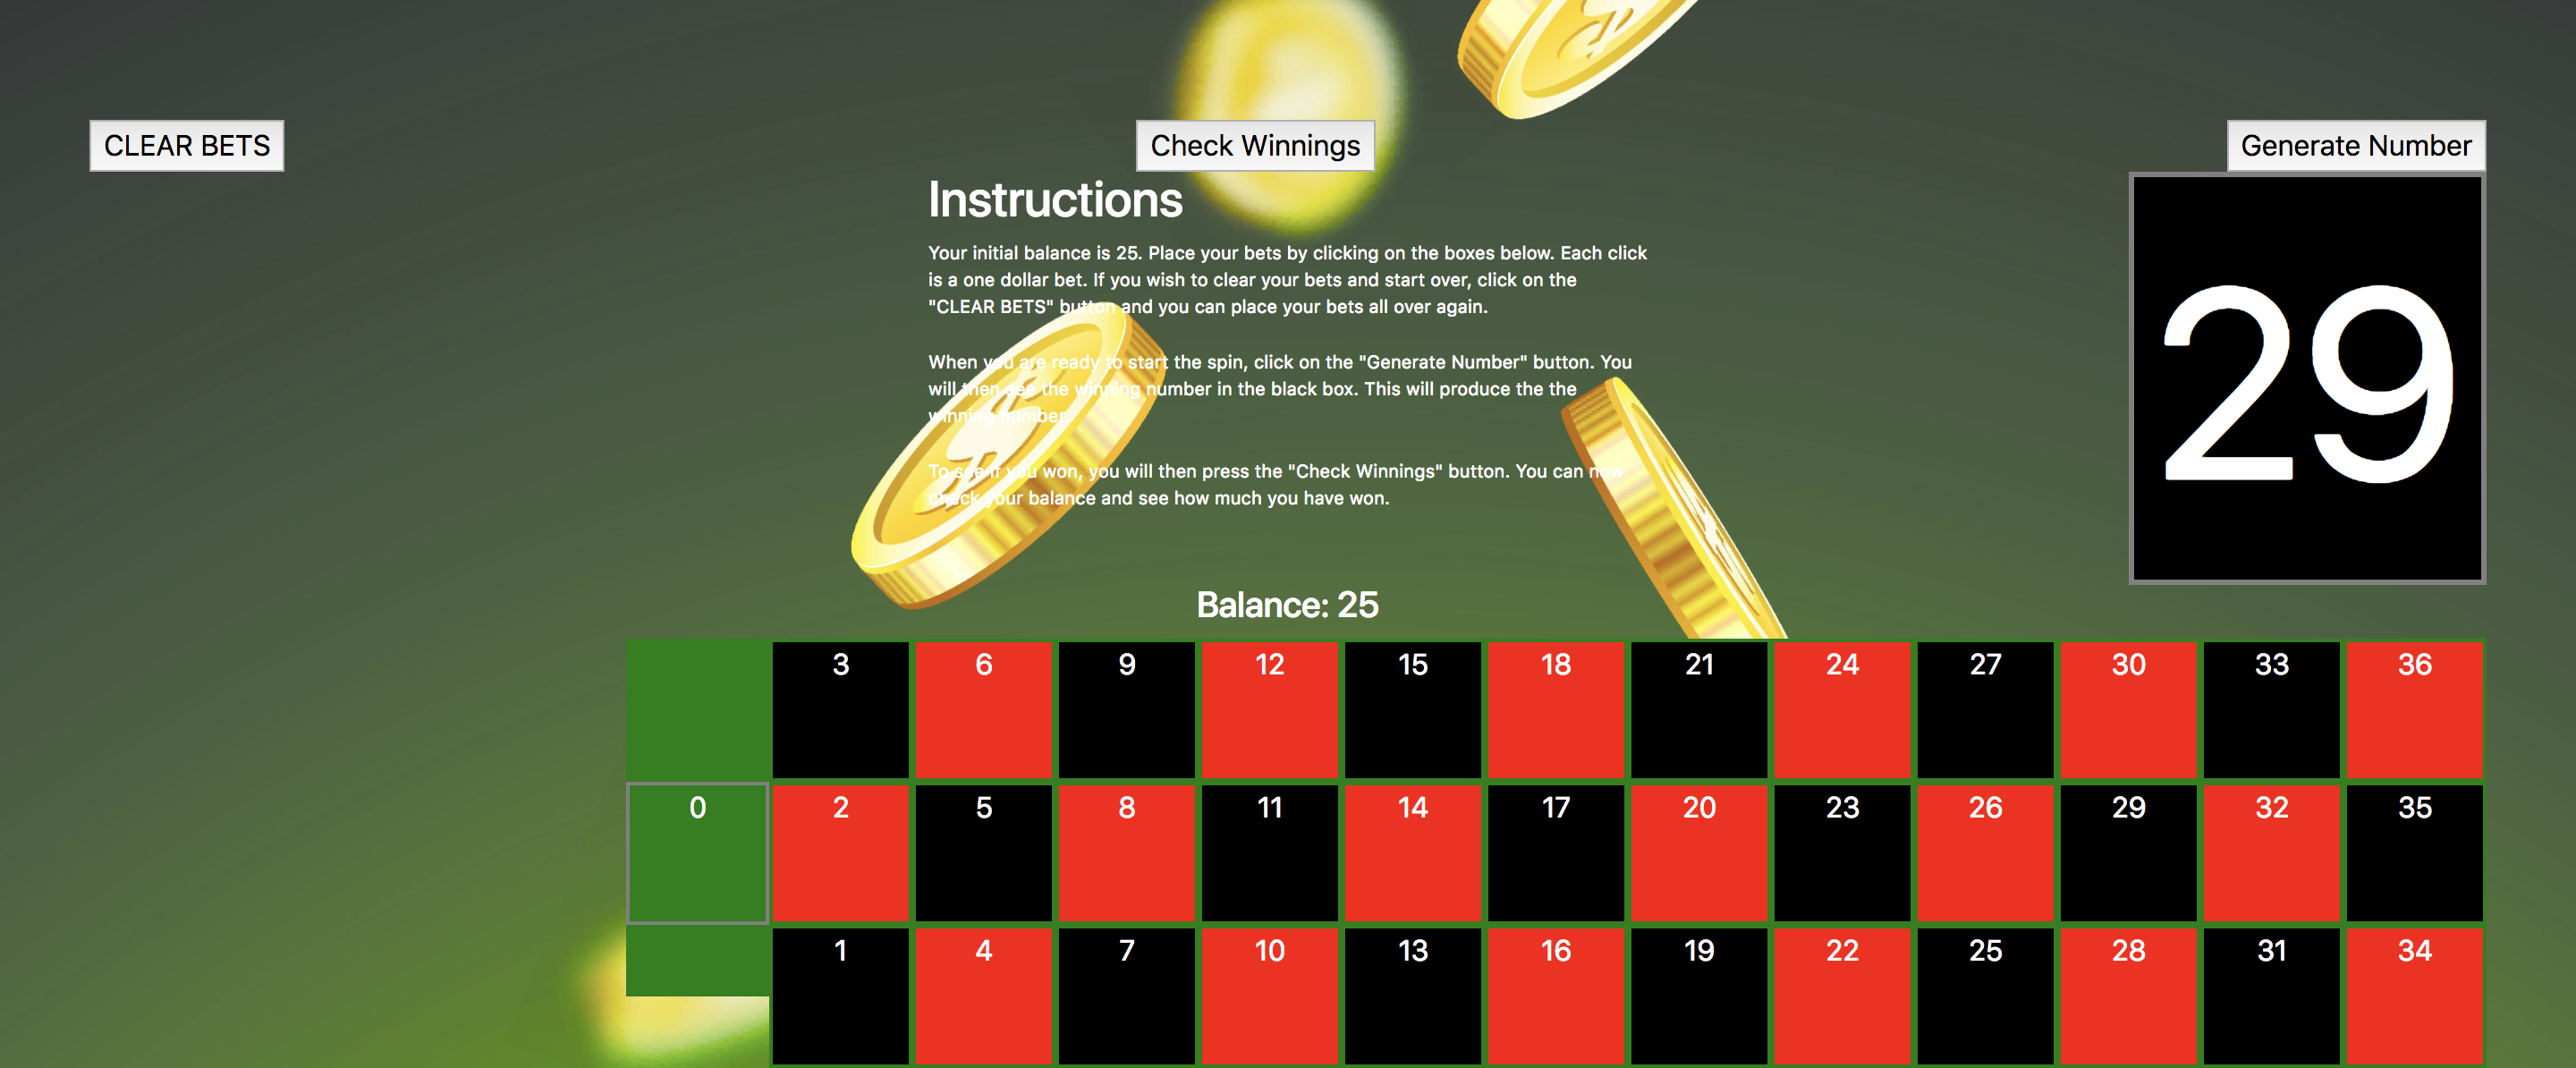 CLEAR BETS
Check Winnings
Generate Number
Instructions
Your initial balance is 25. Place your bets by clicking on the boxes below. Each click
is a one dollar bet. If you wish to clear your bets and start over, click on the
"CLEAR BETS" button and you can place your bets all over again.
When you are ready to start the spin, click on the "Generate Number" button. You
will then see the winning number in the black box. This will produce the the
winning number.
To see if you won, you will then press the "Check Winnings" button. You can now
check your balance and see how much you have won.
29
Balance: 25
3 6 9 12 15 18 21 24 27 30 33 36
0 2 5 8 11 14 17 20 23 26 29 32 35
1 4 7 10 13 16 19 22 25 28 31 34